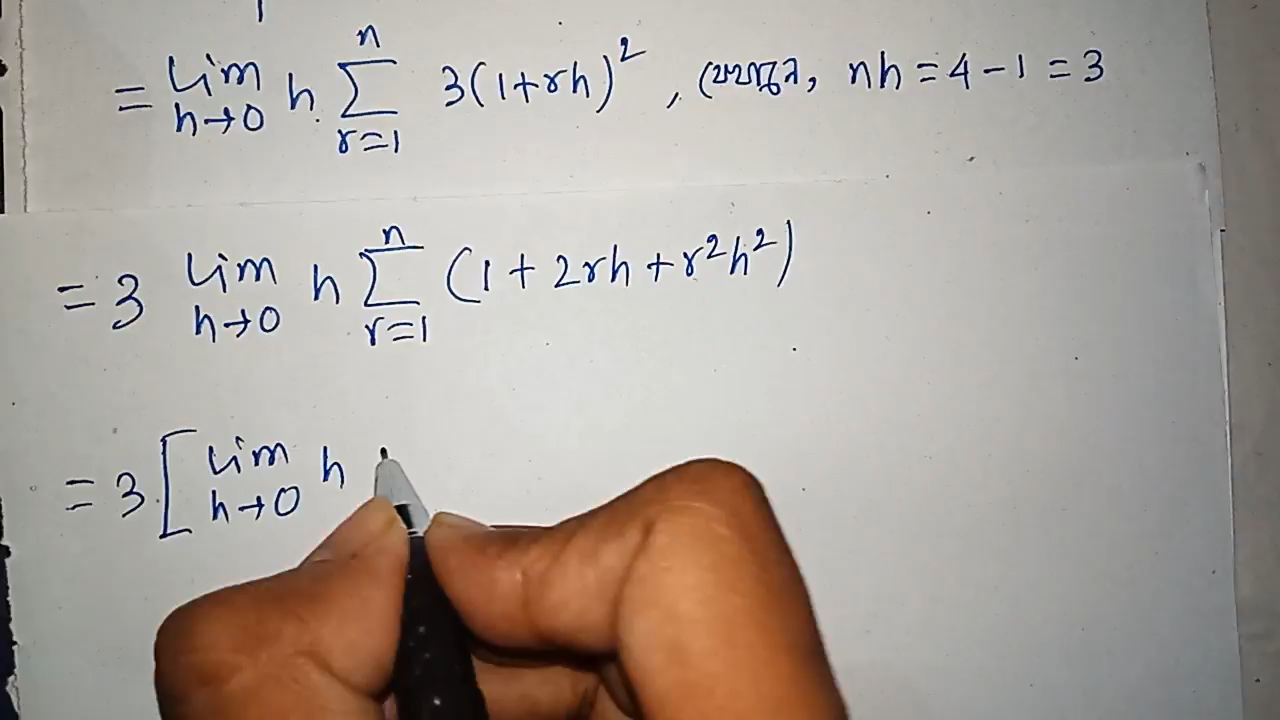 = lim h→0 h. n ∑ r=1 3(1+rh)², যেখানে, nh = 4 - 1 = 3
= 3 lim h→0 h n ∑ r=1 (1 + 2rh + r²h²)
= 3 [ lim h→0 h